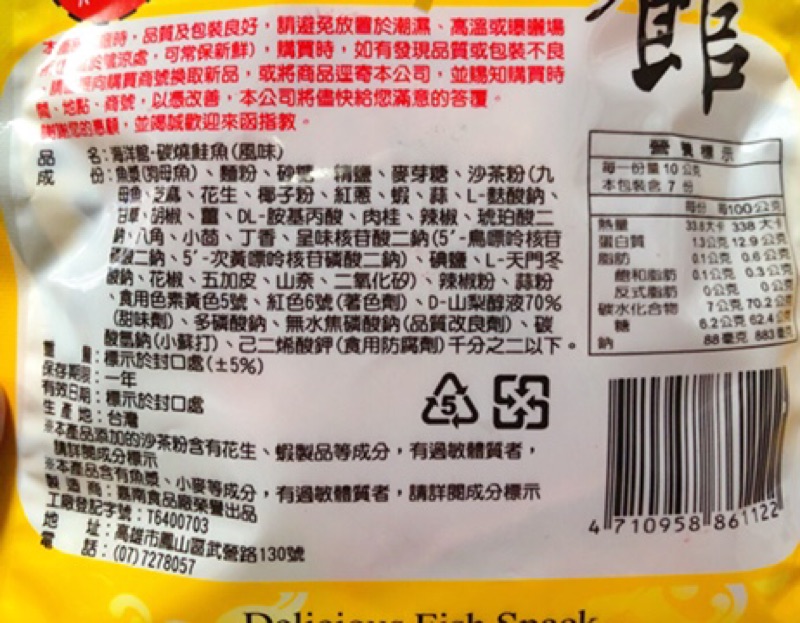 館
時，品質及包裝良好，請避免放置於潮濕、高溫或曝曬場
涼處，可常保新鮮)，購買時，如有發現品質或包裝不良
向購買商號換取新品，或將商品逕寄本公司，並賜知購買時
間、地點、商號，以憑改善，本公司將儘快給您滿意的答覆。
您的惠顧，並竭誠歡迎來函指教。
品　　名：海洋館-碳燒鮭魚(風味)
成　　份：魚漿(狗母魚)、麵粉、砂糖、精鹽、麥芽糖、沙茶粉(九
母魚、芝麻、花生、椰子粉、紅蔥、蝦、蒜、L-麩酸鈉、
甘草、胡椒、薑、DL-胺基丙酸、肉桂、辣椒、琥珀酸二
鈉、八角、小茴、丁香、呈味核苷酸二鈉(5'-鳥嘌呤核苷
磷酸二鈉、5'-次黃嘌呤核苷磷酸二鈉)、碘鹽、L-天門冬
酸鈉、花椒、五加皮、山奈、二氧化矽)、辣椒粉、蒜粉
、食用色素黃色5號、紅色6號(著色劑)、D-山梨醇液70%
(甜味劑)、多磷酸鈉、無水焦磷酸鈉(品質改良劑)、碳
酸氫鈉(小蘇打)、己二烯酸鉀(食用防腐劑)千分之二以下。
重　　量：標示於封口處(±5%)
保存期限：一年
有效日期：標示於封口處
生 產 地：台灣
※本產品添加的沙茶粉含有花生、蝦製品等成分，有過敏體質者，
請詳閱成分標示
※本產品含有魚漿、小麥等成分，有過敏體質者，請詳閱成分標示
製 造 商：嘉南食品廠榮譽出品
工廠登記字號：T6400703
地　　址：高雄市鳳山區武營路130號
電　　話：(07)7278057
營養標示
每一份量 10 公克
本包裝含 7 份
每份 每100公克
熱量 33.8大卡 338 大卡
蛋白質 1.3公克 12.9 公克
脂肪 0.1公克 0.6 公克
飽和脂肪 0.1公克 0.3 公克
反式脂肪 0公克 0 公克
碳水化合物 7公克 70.2 公克
糖 6.2公克 62.4 公克
鈉 88 毫克 883 毫克
5
4 710958 861122
Delicious Fish Snack